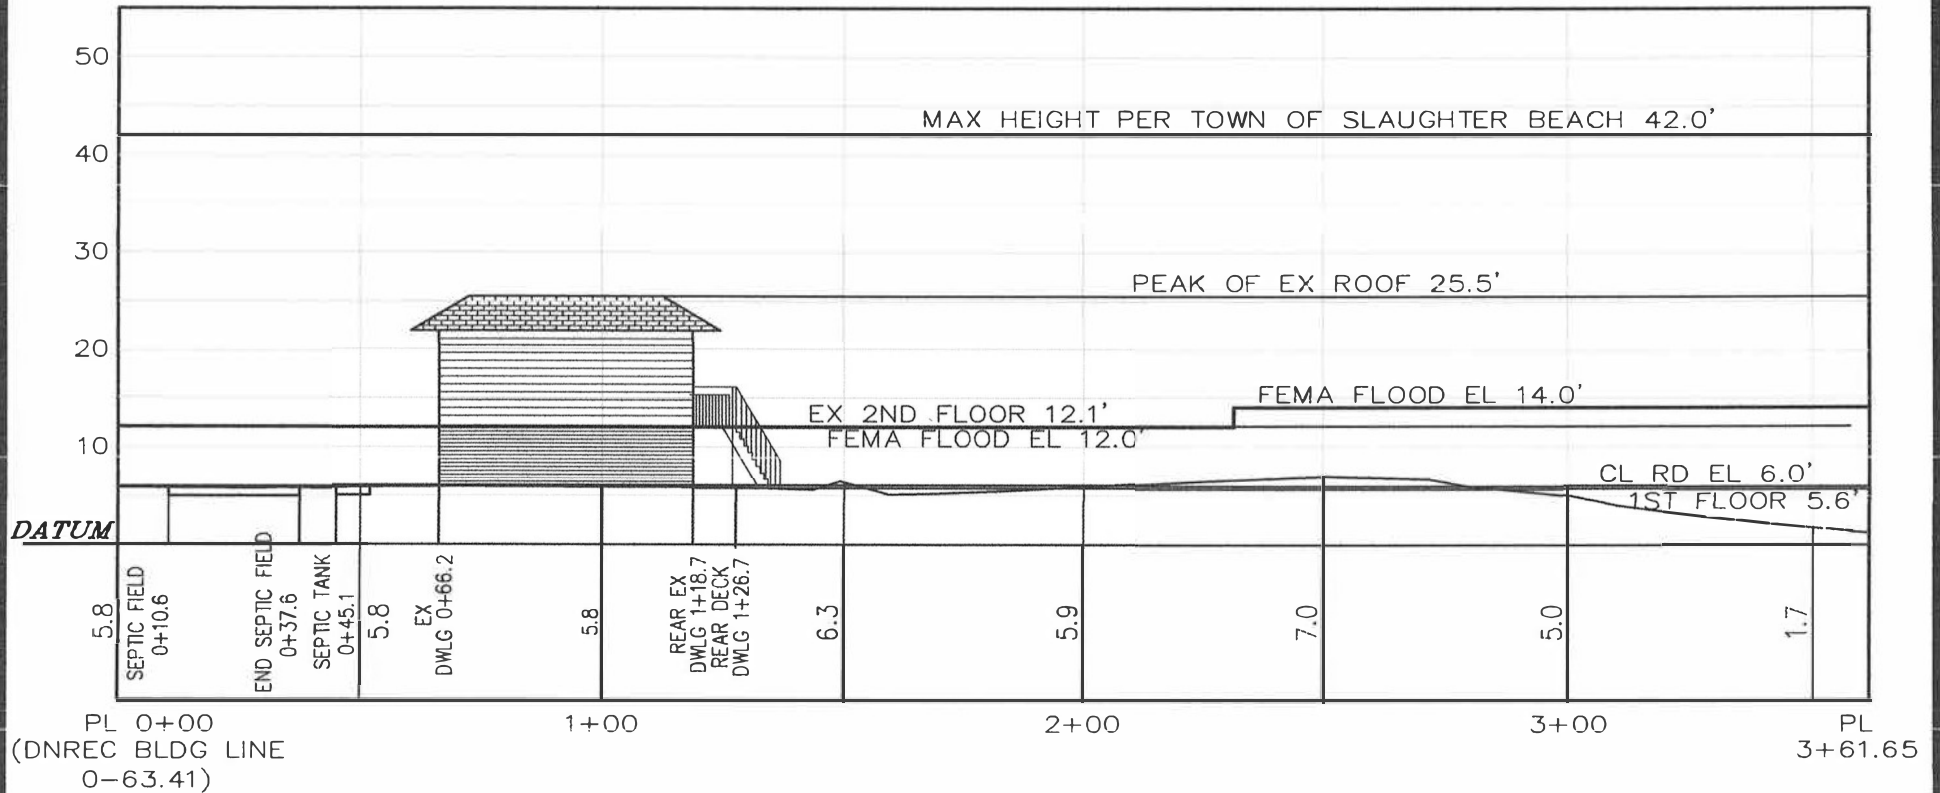 50
MAX HEIGHT PER TOWN OF SLAUGHTER BEACH 42.0'
40
30
PEAK OF EX ROOF 25.5'
20
FEMA FLOOD EL 14.0'
EX 2ND FLOOR 12.1'
FEMA FLOOD EL 12.0'
10
CL RD EL 6.0'
1ST FLOOR 5.6'
DATUM
5.8
SEPTIC FIELD
0+10.6
END SEPTIC FIELD
0+37.6
SEPTIC TANK
0+45.1
5.8
EX
DWLG 0+66.2
5.8
REAR EX
DWLG 1+18.7
REAR DECK
DWLG 1+26.7
6.3
5.9
7.0
5.0
1.7
PL 0+00
(DNREC BLDG LINE
0-63.41)
1+00
2+00
3+00
PL
3+61.65